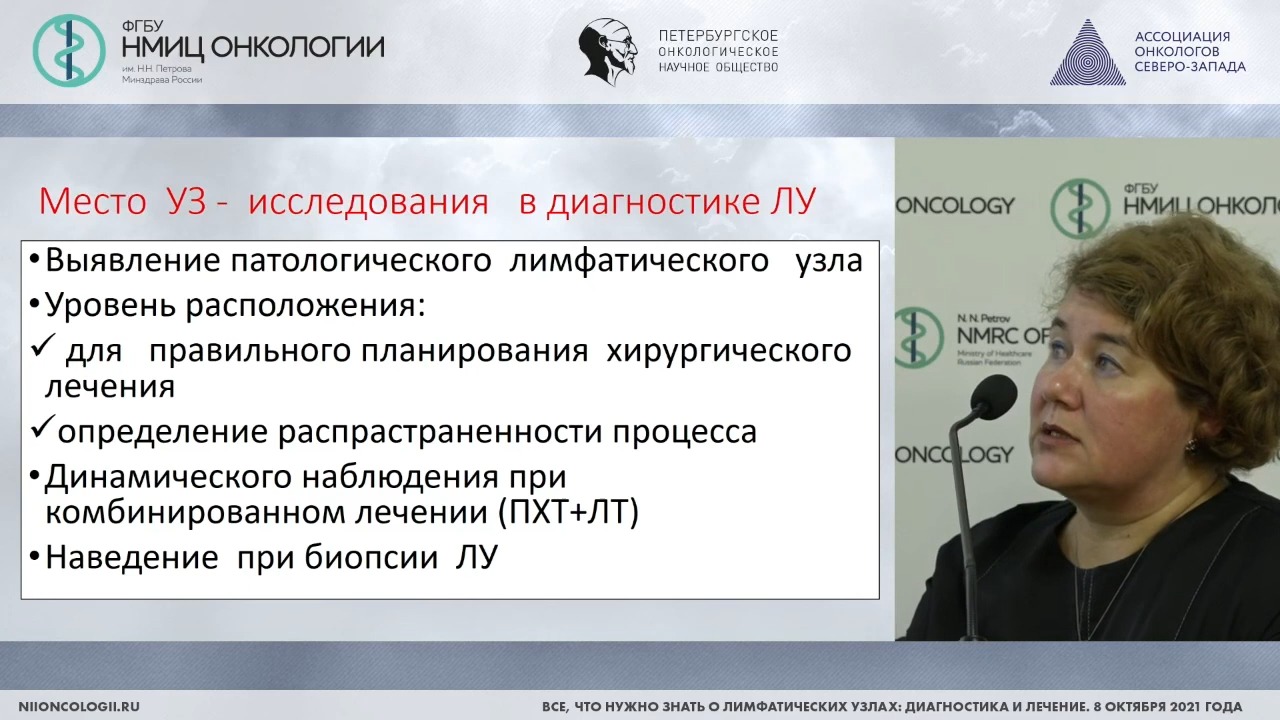 ФГБУ
НМИЦ ОНКОЛОГИИ
им. Н.Н. Петрова
Минздрава России
ПЕТЕРБУРГСКОЕ
ОНКОЛОГИЧЕСКОЕ
НАУЧНОЕ ОБЩЕСТВО
АССОЦИАЦИЯ
ОНКОЛОГОВ
СЕВЕРО-ЗАПАДА
Место УЗ - исследования в диагностике ЛУ
•Выявление патологического лимфатического узла
•Уровень расположения:
✓ для правильного планирования хирургического
лечения
✓определение распрастраненности процесса
•Динамического наблюдения при
комбинированном лечении (ПХТ+ЛТ)
•Наведение при биопсии ЛУ
ONCOLOGY
ФГБУ
НМИЦ ОНКОЛ
N. N. Petrov
NMRC OF
Ministry of Healthcare
Russian Federation
ONCOLOGY
NIIONCOLOGII.RU
ВСЕ, ЧТО НУЖНО ЗНАТЬ О ЛИМФАТИЧЕСКИХ УЗЛАХ: ДИАГНОСТИКА И ЛЕЧЕНИЕ. 8 ОКТЯБРЯ 2021 ГОДА